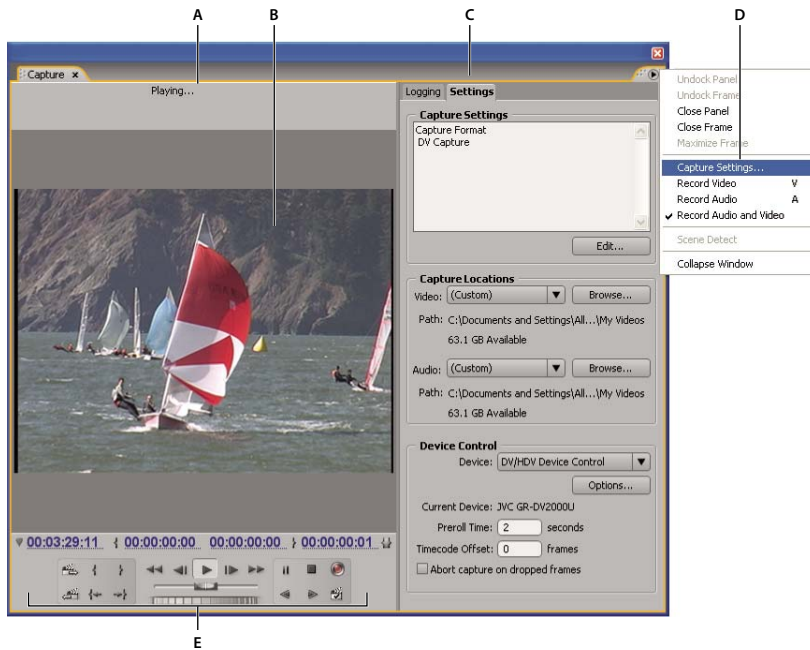 A B C D
Capture x
Playing...
Logging Settings
Capture Settings
Capture Format
DV Capture
Edit...
Capture Locations
Video: (Custom) Browse...
Path: C:\Documents and Settings\All...\My Videos
63.1 GB Available
Audio: (Custom) Browse...
Path: C:\Documents and Settings\All...\My Videos
63.1 GB Available
Device Control
Device: DV/HDV Device Control
Options...
Current Device: JVC GR-DV2000U
Preroll Time: 2 seconds
Timecode Offset: 0 frames
Abort capture on dropped frames
00:03:29:11 { 00:00:00:00 00:00:00:00 } 00:00:00:01
Undock Panel
Undock Frame
Close Panel
Close Frame
Maximize Frame
Capture Settings...
Record Video V
Record Audio A
Record Audio and Video
Scene Detect
Collapse Window
E